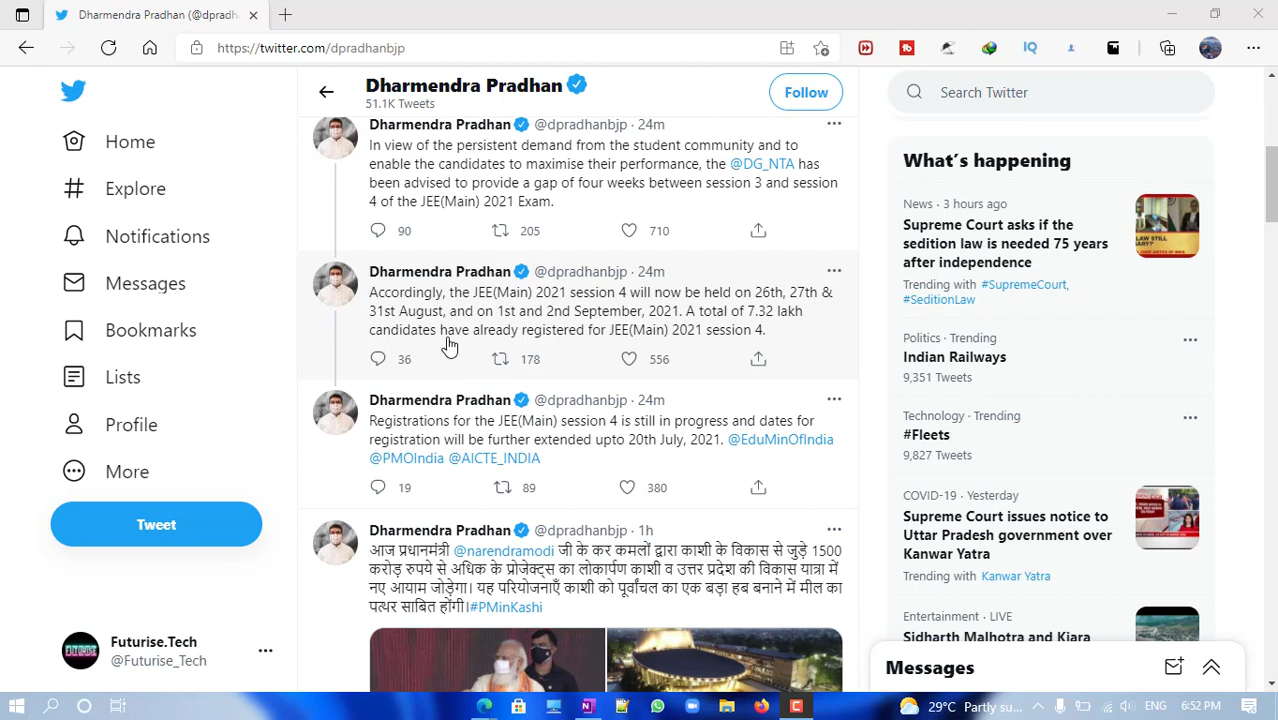 Dharmendra Pradhan (@dpradh
https://twitter.com/dpradhanbjp
IQ
Home
Explore
Notifications
Messages
Bookmarks
Lists
Profile
More
Tweet
Futurise.Tech
@Futurise_Tech
Dharmendra Pradhan
51.1K Tweets
Follow
Dharmendra Pradhan @dpradhanbjp · 24m
In view of the persistent demand from the student community and to
enable the candidates to maximise their performance, the @DG_NTA has
been advised to provide a gap of four weeks between session 3 and session
4 of the JEE(Main) 2021 Exam.
90 205 710
Dharmendra Pradhan @dpradhanbjp · 24m
Accordingly, the JEE(Main) 2021 session 4 will now be held on 26th, 27th &
31st August, and on 1st and 2nd September, 2021. A total of 7.32 lakh
candidates have already registered for JEE(Main) 2021 session 4.
36 178 556
Dharmendra Pradhan @dpradhanbjp · 24m
Registrations for the JEE(Main) session 4 is still in progress and dates for
registration will be further extended upto 20th July, 2021. @EduMinOfIndia
@PMOIndia @AICTE_INDIA
19 89 380
Dharmendra Pradhan @dpradhanbjp · 1h
आज प्रधानमंत्री @narendramodi जी के कर कमलों द्वारा काशी के विकास से जुड़े 1500
करोड़ रुपये से अधिक के प्रोजेक्ट्स का लोकार्पण काशी व उत्तर प्रदेश की विकास यात्रा में
नए आयाम जोड़ेगा। यह परियोजनाएँ काशी को पूर्वांचल का एक बड़ा हब बनाने में मील का
पत्थर साबित होंगी।#PMinKashi
Search Twitter
What's happening
News · 3 hours ago
Supreme Court asks if the
sedition law is needed 75 years
after independence
Trending with #SupremeCourt,
#SeditionLaw
Politics · Trending
Indian Railways
9,351 Tweets
Technology · Trending
#Fleets
9,827 Tweets
COVID-19 · Yesterday
Supreme Court issues notice to
Uttar Pradesh government over
Kanwar Yatra
Trending with Kanwar Yatra
Entertainment · LIVE
Sidharth Malhotra and Kiara
Messages
29°C Partly su... ENG 6:52 PM